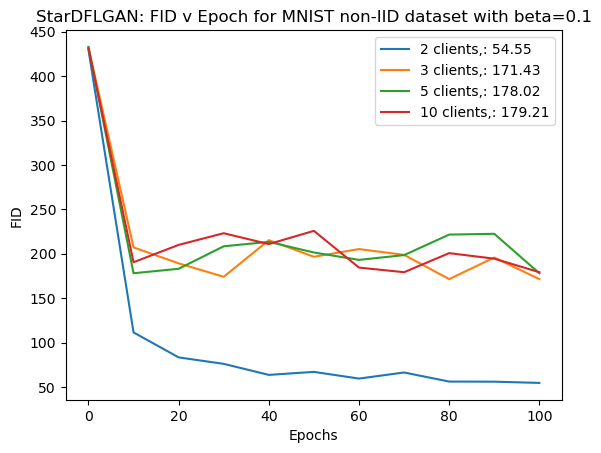 StarDFLGAN: FID v Epoch for MNIST non-IID dataset with beta=0.1
450
400
350
300
250
200
150
100
50
FID
2 clients,: 54.55
3 clients,: 171.43
5 clients,: 178.02
10 clients,: 179.21
0 20 40 60 80 100
Epochs